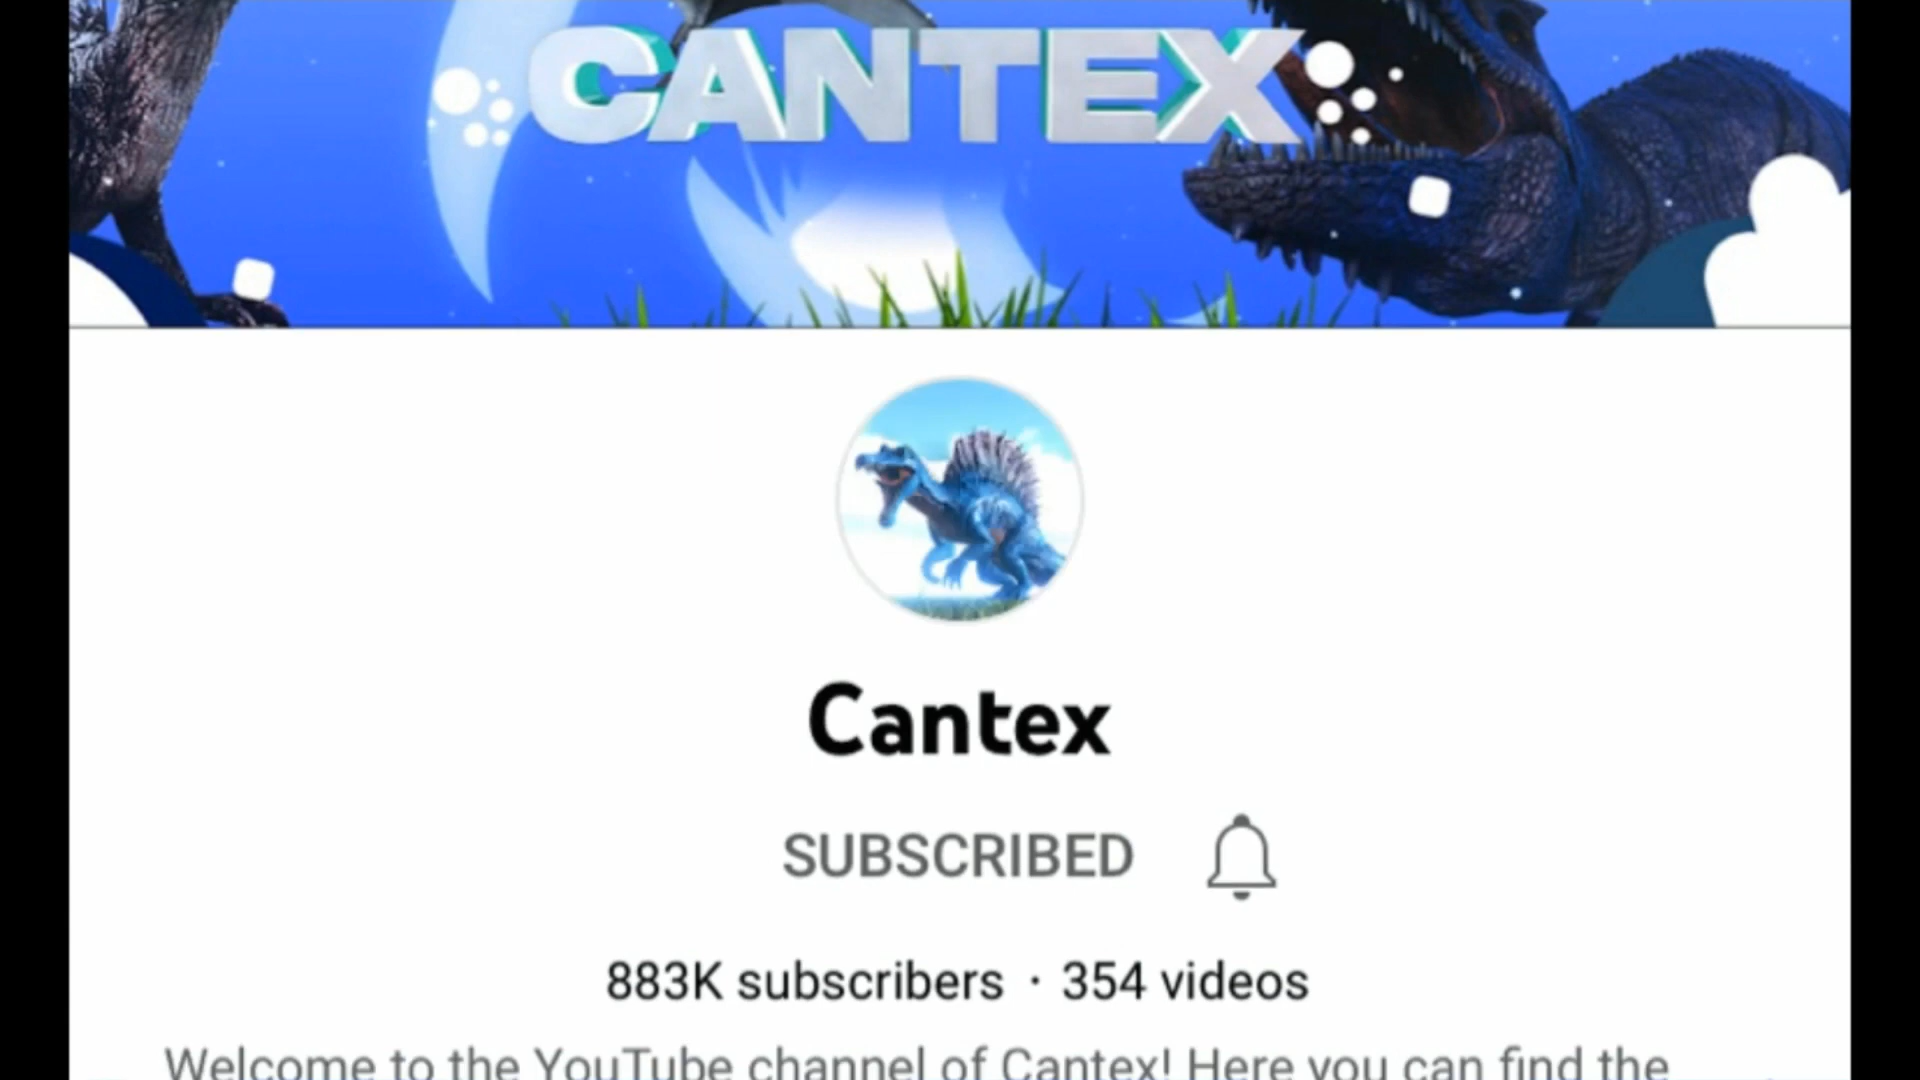 CANTEX
Cantex
SUBSCRIBED
883K subscribers · 354 videos
Welcome to the YouTube channel of Cantex! Here you can find the